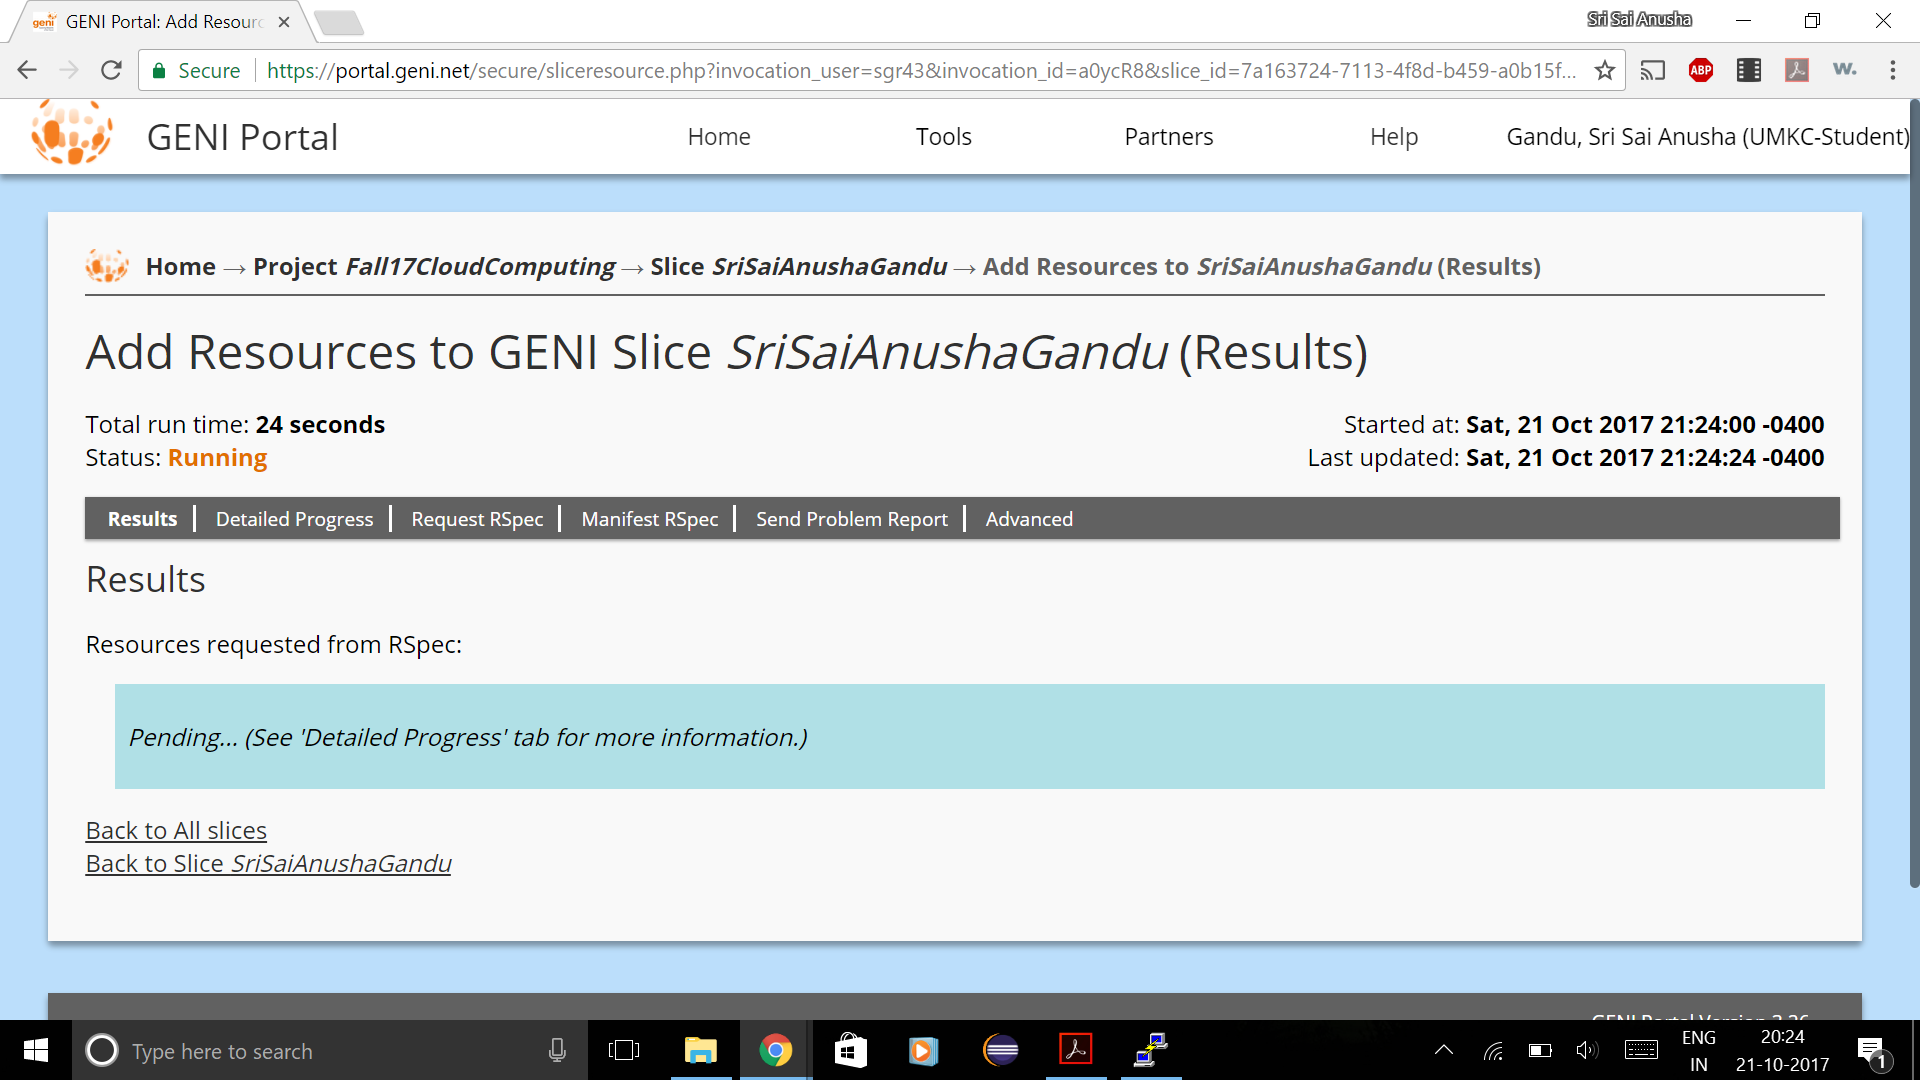 GENI Portal: Add Resour
Sri Sai Anusha
Secure
https://portal.geni.net/secure/sliceresource.php?invocation_user=sgr43&invocation_id=a0ycR8&slice_id=7a163724-7113-4f8d-b459-a0b15f...
ABP
w.
geni
GENI Portal
Home
Tools
Partners
Help
Gandu, Sri Sai Anusha (UMKC-Student)
Home → Project Fall17CloudComputing → Slice SriSaiAnushaGandu → Add Resources to SriSaiAnushaGandu (Results)
Add Resources to GENI Slice SriSaiAnushaGandu (Results)
Total run time: 24 seconds
Started at: Sat, 21 Oct 2017 21:24:00 -0400
Status: Running
Last updated: Sat, 21 Oct 2017 21:24:24 -0400
Results
Detailed Progress
Request RSpec
Manifest RSpec
Send Problem Report
Advanced
Results
Resources requested from RSpec:
Pending... (See 'Detailed Progress' tab for more information.)
Back to All slices
Back to Slice SriSaiAnushaGandu
GENI Portal Version
Type here to search
ENG
IN
20:24
21-10-2017
1